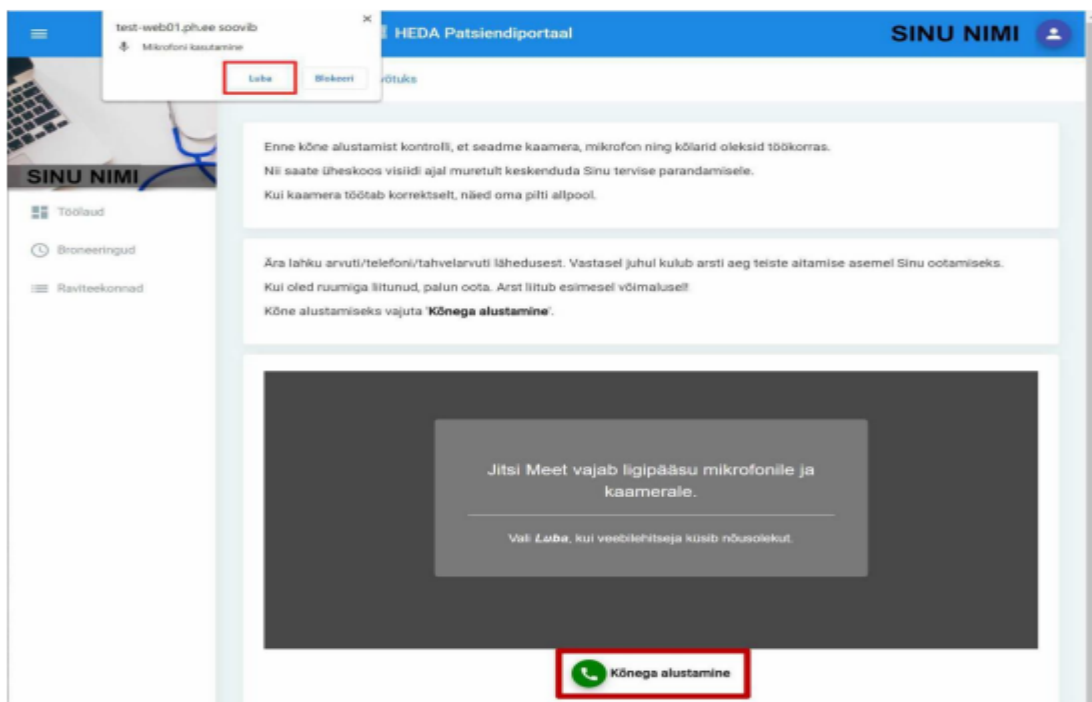 test-web01.ph.ee soovib
Mikrofoni kasutamine
Luba
Blokeeri
HEDA Patsiendiportaal
SINU NIMI
võtuks
SINU NIMI
Töölaud
Broneeringud
Raviteekonnad
Enne kõne alustamist kontrolli, et seadme kaamera, mikrofon ning kõlarid oleksid töökorras.
Nii saate üheskoos visiidi ajal muretult keskenduda Sinu tervise parandamisele.
Kui kaamera töötab korrektselt, näed oma pilti allpool.
Ära lahku arvuti/telefoni/tahvelarvuti lähedusest. Vastasel juhul kulub arsti aeg teiste aitamise asemel Sinu ootamiseks.
Kui oled ruumiga liitunud, palun oota. Arst liitub esimesel võimalusel!
Kõne alustamiseks vajuta 'Kõnega alustamine'.
Jitsi Meet vajab ligipääsu mikrofonile ja
kaamerale.
Vali Luba, kui veebilehitseja küsib nõusolekut.
Kõnega alustamine